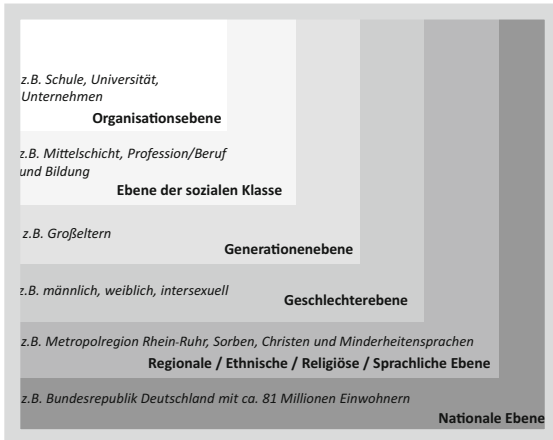 z.B. Schule, Universität,
Unternehmen
Organisationsebene
z.B. Mittelschicht, Profession/Beruf
und Bildung
Ebene der sozialen Klasse
z.B. Großeltern
Generationenebene
z.B. männlich, weiblich, intersexuell
Geschlechterebene
z.B. Metropolregion Rhein-Ruhr, Sorben, Christen und Minderheitensprachen
Regionale / Ethnische / Religiöse / Sprachliche Ebene
z.B. Bundesrepublik Deutschland mit ca. 81 Millionen Einwohnern
Nationale Ebene